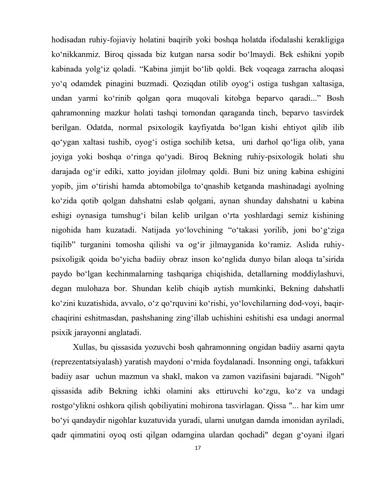 hodisadan ruhiy-fojiaviy holatini baqirib yoki boshqa holatda ifodalashi kerakligiga
ko‘nikkanmiz. Biroq qissada biz kutgan narsa sodir bo‘lmaydi. Bek eshikni yopib
kabinada yolg‘iz qoladi. “Kabina jimjit bo‘lib qoldi. Bek voqeaga zarracha aloqasi
yo‘q odamdek pinagini buzmadi. Qoziqdan otilib oyog‘i ostiga tushgan xaltasiga,
undan yarmi ko‘rinib qolgan qora muqovali kitobga beparvo qaradi...” Bosh
qahramonning mazkur holati tashqi tomondan qaraganda tinch, beparvo tasvirdek
berilgan. Odatda, normal psixologik kayfiyatda bo‘lgan kishi ehtiyot qilib ilib
qo‘ygan xaltasi tushib, oyog‘i ostiga sochilib ketsa, uni darhol qo‘liga olib, yana
joyiga yoki boshqa o‘ringa qo‘yadi. Biroq Bekning ruhiy-psixologik holati shu
darajada og‘ir ediki, xatto joyidan jilolmay qoldi. Buni biz uning kabina eshigini
yopib, jim o‘tirishi hamda abtomobilga to‘qnashib ketganda mashinadagi ayolning
ko‘zida qotib qolgan dahshatni eslab qolgani, aynan shunday dahshatni u kabina
eshigi oynasiga tumshug‘i bilan kelib urilgan o‘rta yoshlardagi semiz kishining
nigohida ham kuzatadi. Natijada yo‘lovchining “o‘takasi yorilib, joni bo‘g‘ziga
tiqilib” turganini tomosha qilishi va og‘ir jilmayganida ko‘ramiz. Aslida ruhiy-
psixoligik qoida bo‘yicha badiiy obraz inson ko‘nglida dunyo bilan aloqa ta’sirida
paydo bo‘lgan kechinmalarning tashqariga chiqishida, detallarning moddiylashuvi,
degan mulohaza bor. Shundan kelib chiqib aytish mumkinki, Bekning dahshatli
ko‘zini kuzatishida, avvalo, o‘z qo‘rquvini ko‘rishi, yo‘lovchilarning dod-voyi, baqir-
chaqirini eshitmasdan, pashshaning zing‘illab uchishini eshitishi esa undagi anormal
psixik jarayonni anglatadi.
Xullas, bu qissasida yozuvchi bosh qahramonning ongidan badiiy asarni qayta
(reprezentatsiyalash) yaratish maydoni o‘rnida foydalanadi. Insonning ongi, tafakkuri
badiiy asar uchun mazmun va shakl, makon va zamon vazifasini bajaradi. "Nigoh"
qissasida adib Bekning ichki olamini aks ettiruvchi ko‘zgu, ko‘z va undagi
rostgo‘ylikni oshkora qilish qobiliyatini mohirona tasvirlagan. Qissa "... har kim umr
bo‘yi qandaydir nigohlar kuzatuvida yuradi, ularni unutgan damda imonidan ayriladi,
qadr qimmatini oyoq osti qilgan odamgina ulardan qochadi" degan g‘oyani ilgari
17